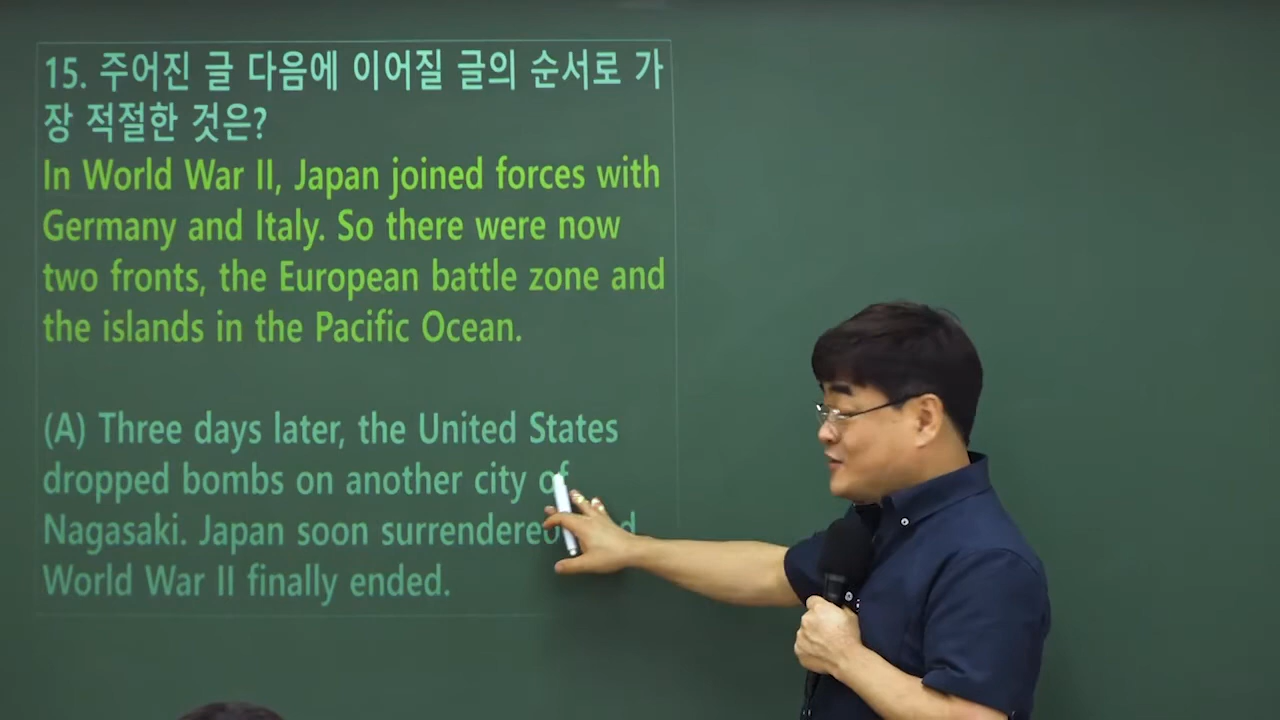 15. 주어진 글 다음에 이어질 글의 순서로 가
장 적절한 것은?
In World War II, Japan joined forces with
Germany and Italy. So there were now
two fronts, the European battle zone and
the islands in the Pacific Ocean.
(A) Three days later, the United States
dropped bombs on another city of
Nagasaki. Japan soon surrendered
World War II finally ended.